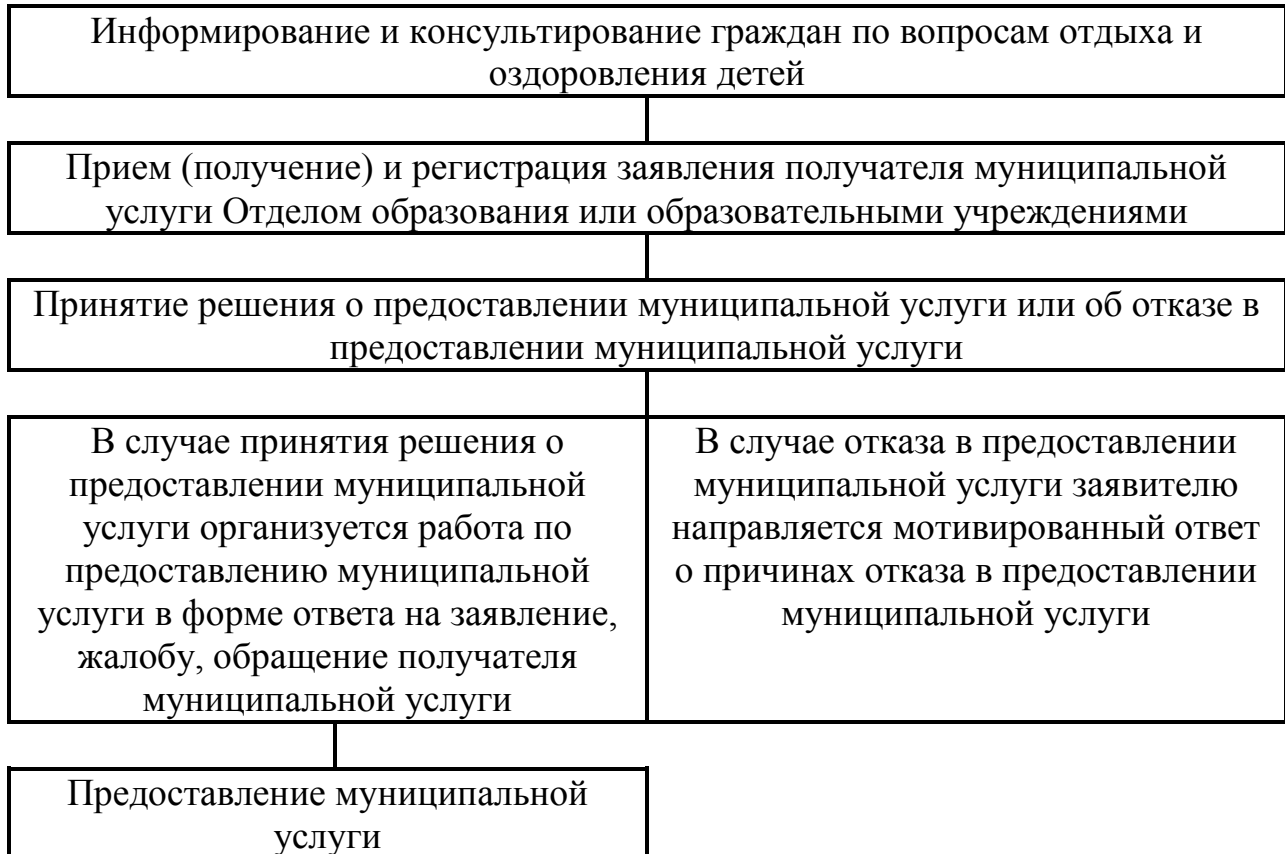 Информирование и консультирование граждан по вопросам отдыха и
оздоровления детей
Прием (получение) и регистрация заявления получателя муниципальной
услуги Отделом образования или образовательными учреждениями
Принятие решения о предоставлении муниципальной услуги или об отказе в
предоставлении муниципальной услуги
В случае принятия решения о
предоставлении муниципальной
услуги организуется работа по
предоставлению муниципальной
услуги в форме ответа на заявление,
жалобу, обращение получателя
муниципальной услуги
В случае отказа в предоставлении
муниципальной услуги заявителю
направляется мотивированный ответ
о причинах отказа в предоставлении
муниципальной услуги
Предоставление муниципальной
услуги